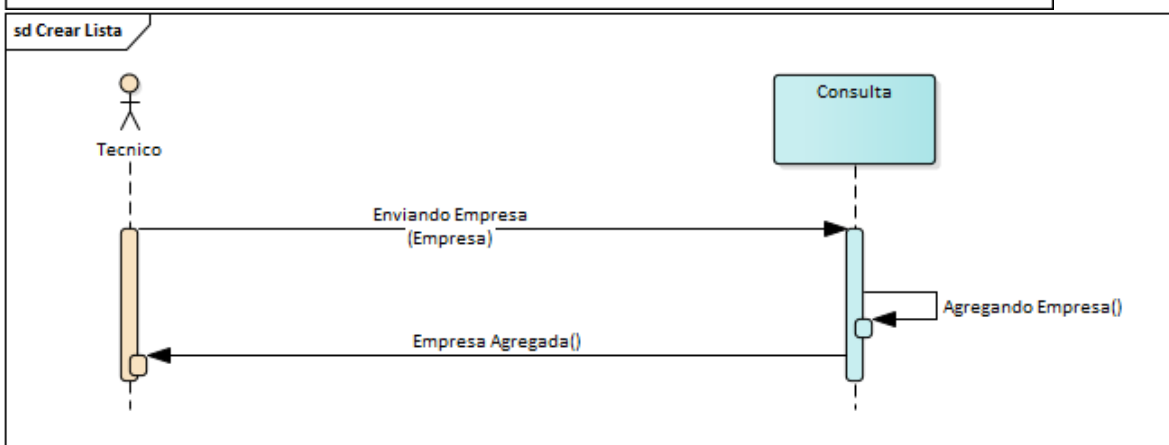 sd Crear Lista
Tecnico
Consulta
Enviando Empresa
(Empresa)
Agregando Empresa()
Empresa Agregada()